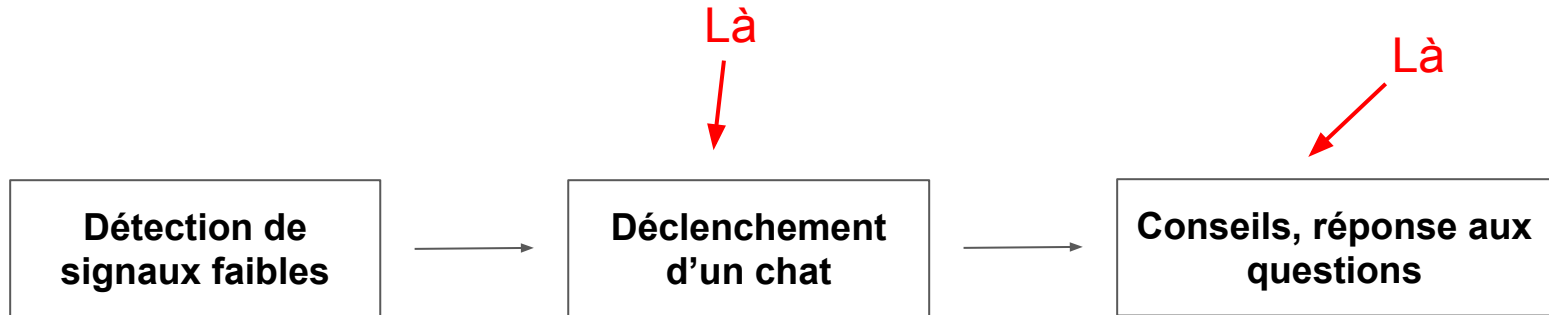 Là
Là
Détection de
signaux faibles
Déclenchement
d’un chat
Conseils, réponse aux
questions